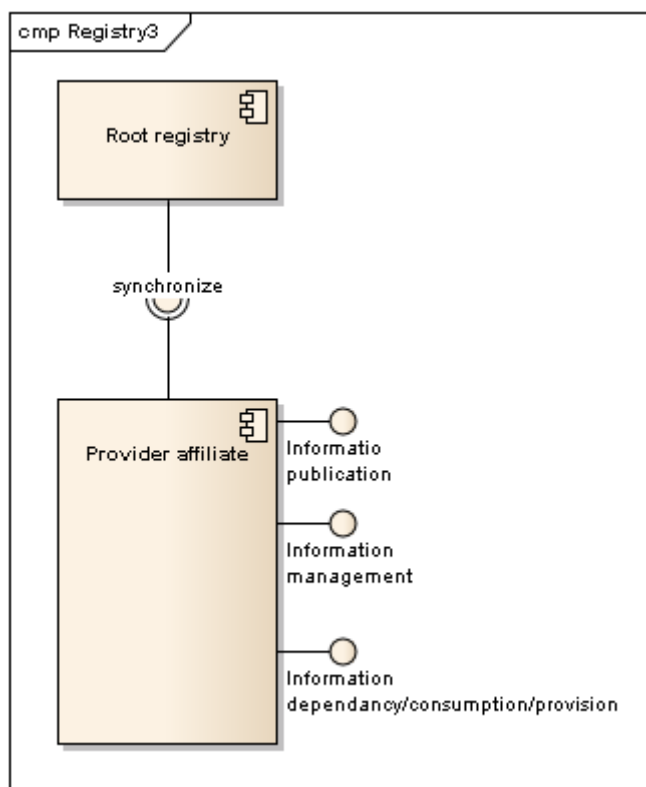 cmp Registry3
Root registry
synchronize
Provider affiliate
Informatio
publication
Information
management
Information
dependancy/consumption/provision